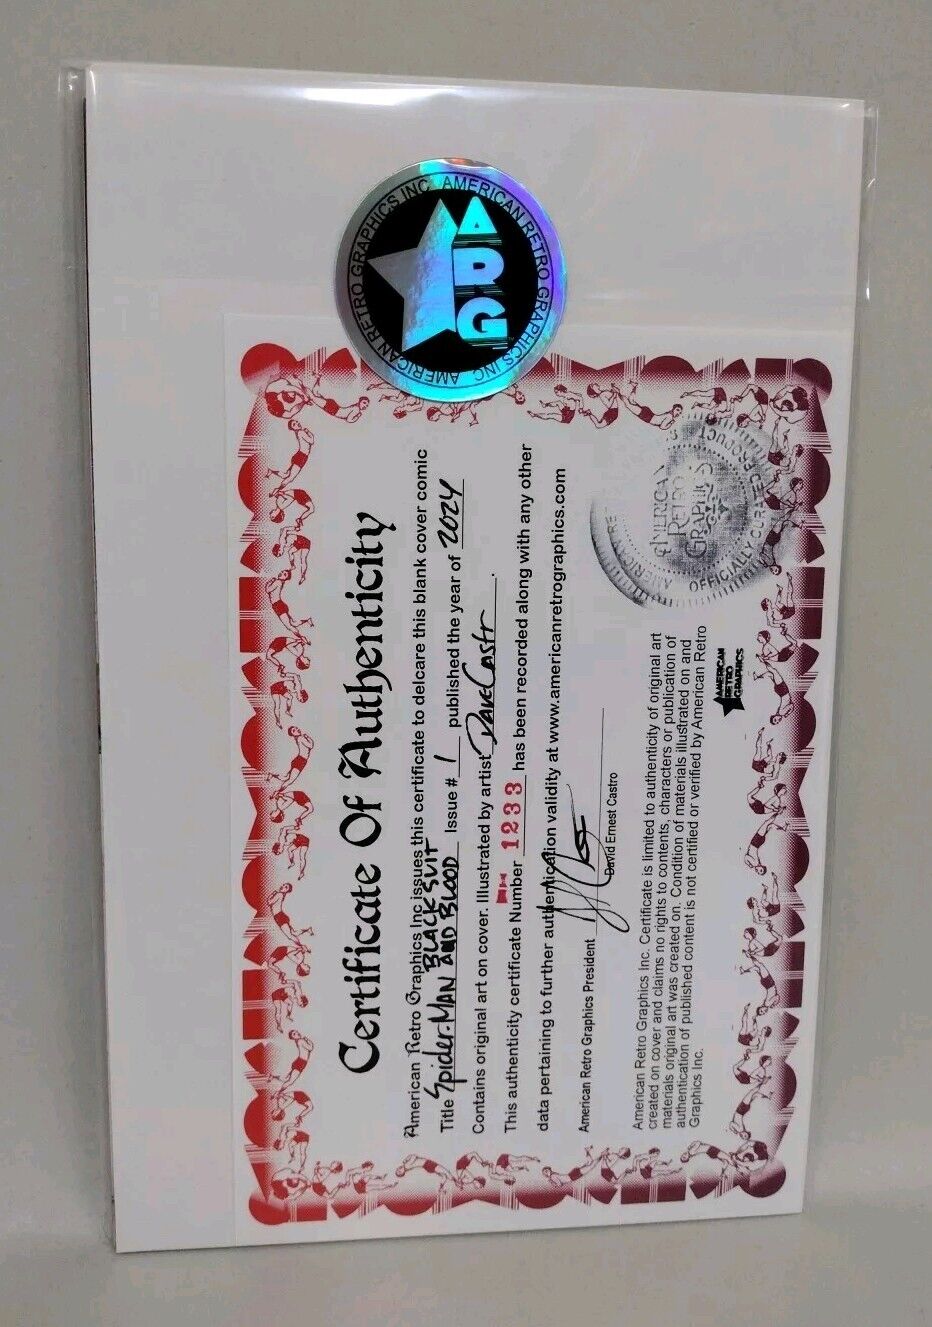 AMERICAN RETRO GRAPHICS INC. AMERICAN RETRO GRAPHICS INC.
ARG
Certificate Of Authenticity
American Retro Graphics Inc issues this certificate to delcare this blank cover comic
Title Spider-Man Black Suit and Blood Issue # 1 published the year of 2024
Contains original art on cover. Illustrated by artist Dave Castr.
This authenticity certificate Number 1233 has been recorded along with any other
data pertaining to further authentication validity at www.americanretrographics.com
American Retro Graphics President
David Ernest Castro
AMERICAN RETRO GRAPHICS
OFFICIALLY CURATED PRODUCT
AMERICAN
RETRO
GRAPHICS
American Retro Graphics Inc. Certificate is limited to authenticity of original art
created on cover and claims no rights to contents, characters or publication of
materials original art was created on. Condition of materials illustrated on and
authentication of published content is not certified or verified by American Retro
Graphics Inc.